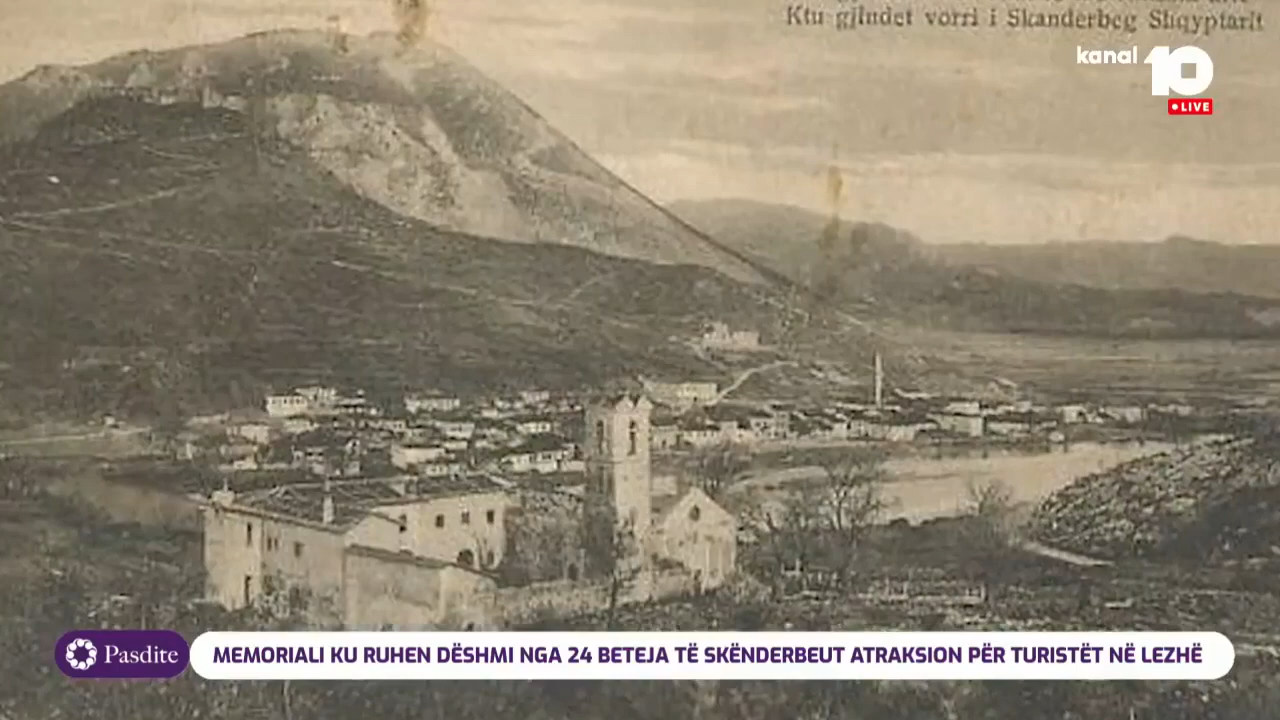 Ktu gjindet vorri i Skanderbeg Shqyptarit
kanal 10
LIVE
Pasdite
MEMORIALI KU RUHEN DËSHMI NGA 24 BETEJA TË SKËNDERBEUT ATRAKSION PËR TURISTËT NË LEZHË